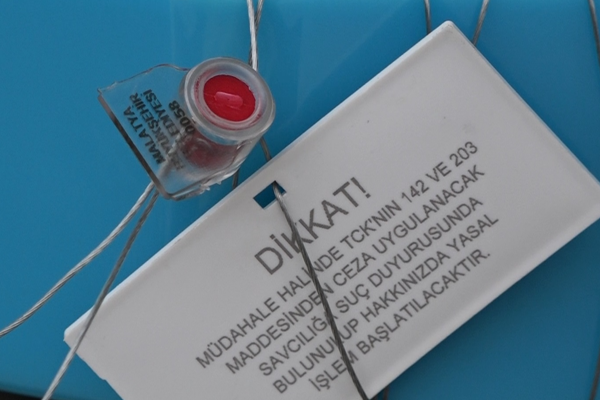 MALATYA
BÜYÜKŞEHİR
BELEDİYESİ
0058
DİKKAT!
MÜDAHALE HALİNDE TCK'NIN 142 VE 203
MADDESİNDEN CEZA UYGULANACAK
SAVCILIĞA SUÇ DUYURUSUNDA
BULUNULUP HAKKINIZDA YASAL
İŞLEM BAŞLATILACAKTIR.